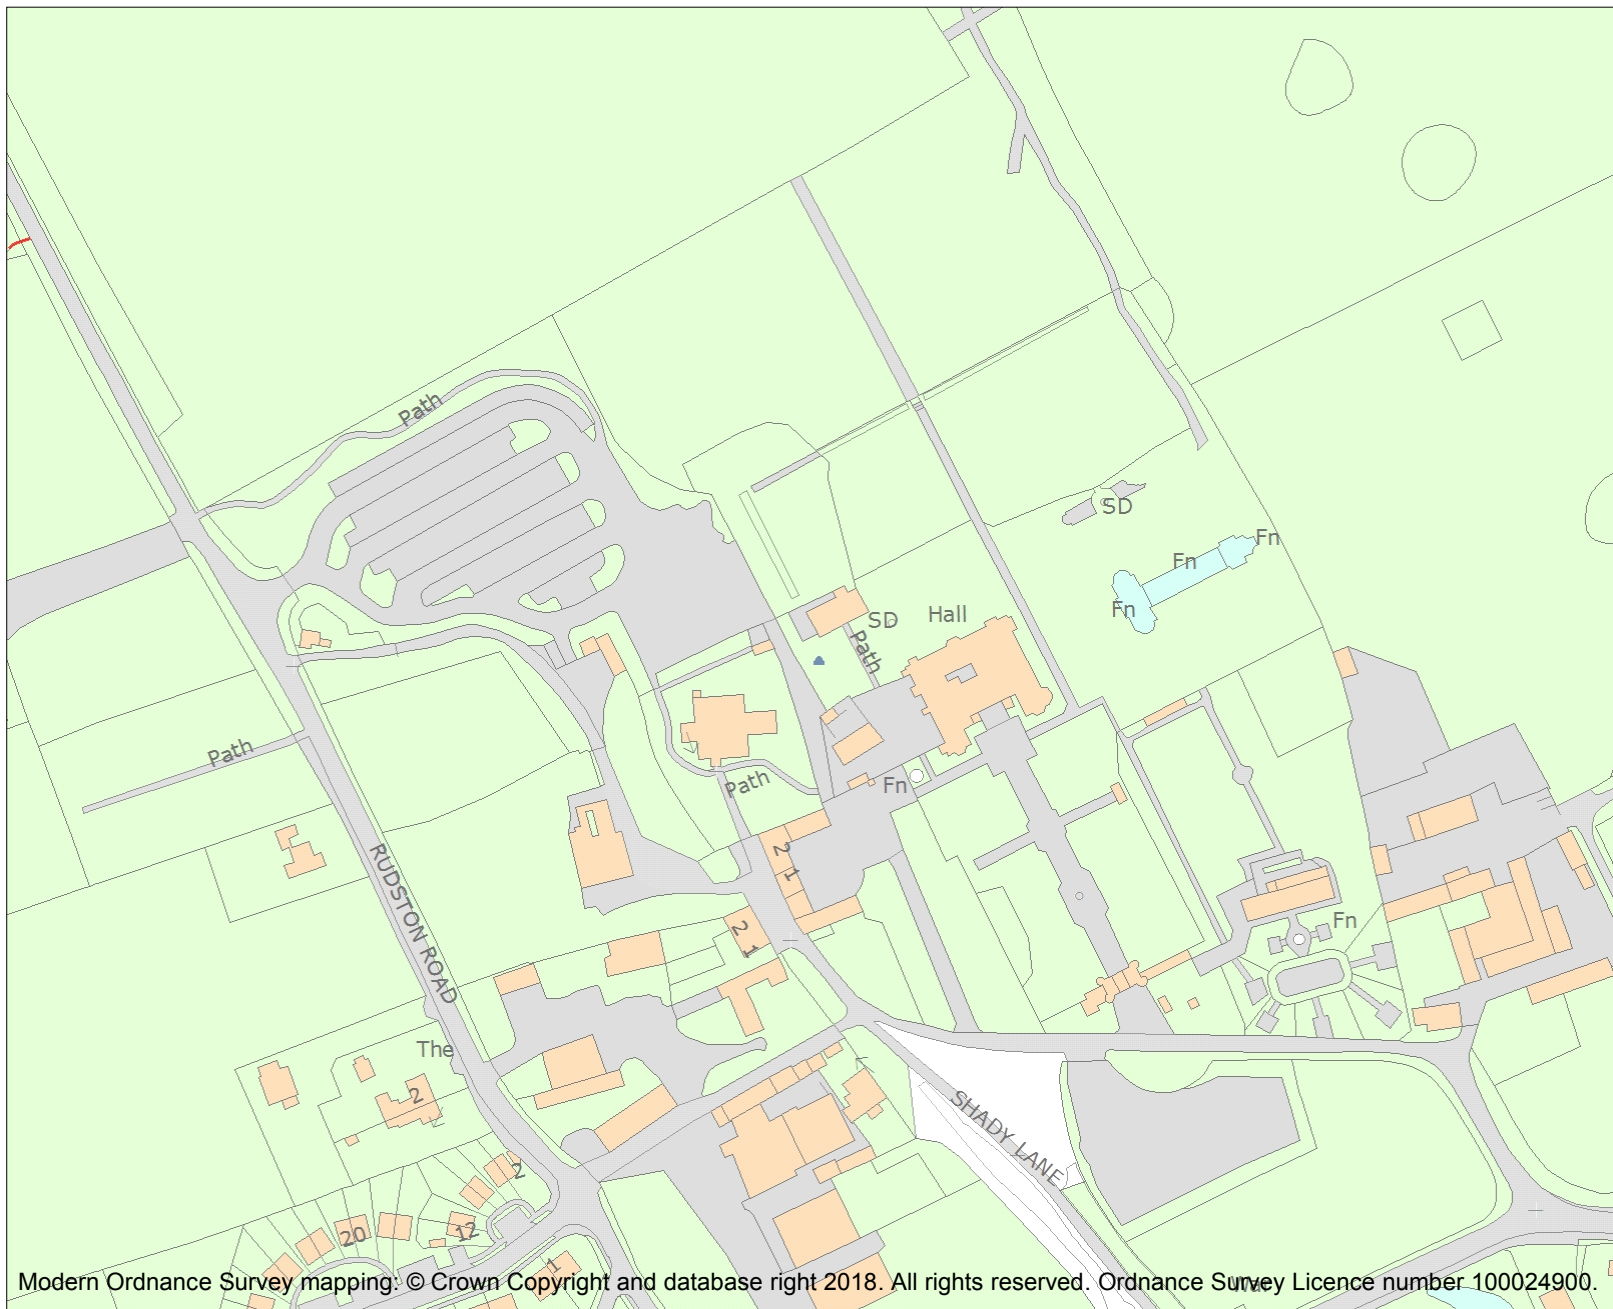 Path
SD
Fn
Fn
Fn
SD
Hall
Path
Path
Path
Fn
2
1
RUDSTON ROAD
2
1
Fn
The
2
SHADY LANE
2
12
20
1
War
Modern Ordnance Survey mapping: © Crown Copyright and database right 2018. All rights reserved. Ordnance Survey Licence number 100024900.